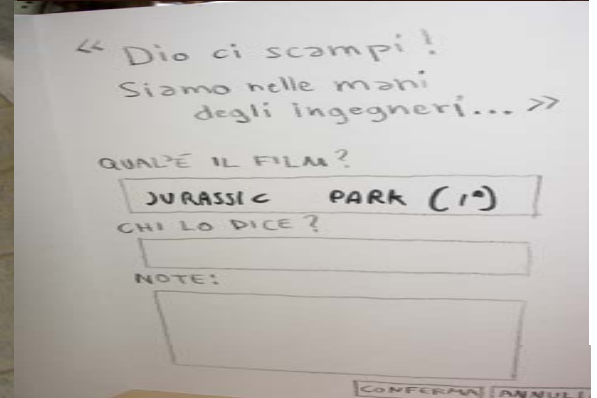 << Dio ci scampi!
Siamo nelle mani
degli ingegneri... >>
QUAL'È IL FILM?
JURASSIC PARK (1°)
CHI LO DICE?
NOTE:
CONFERMA